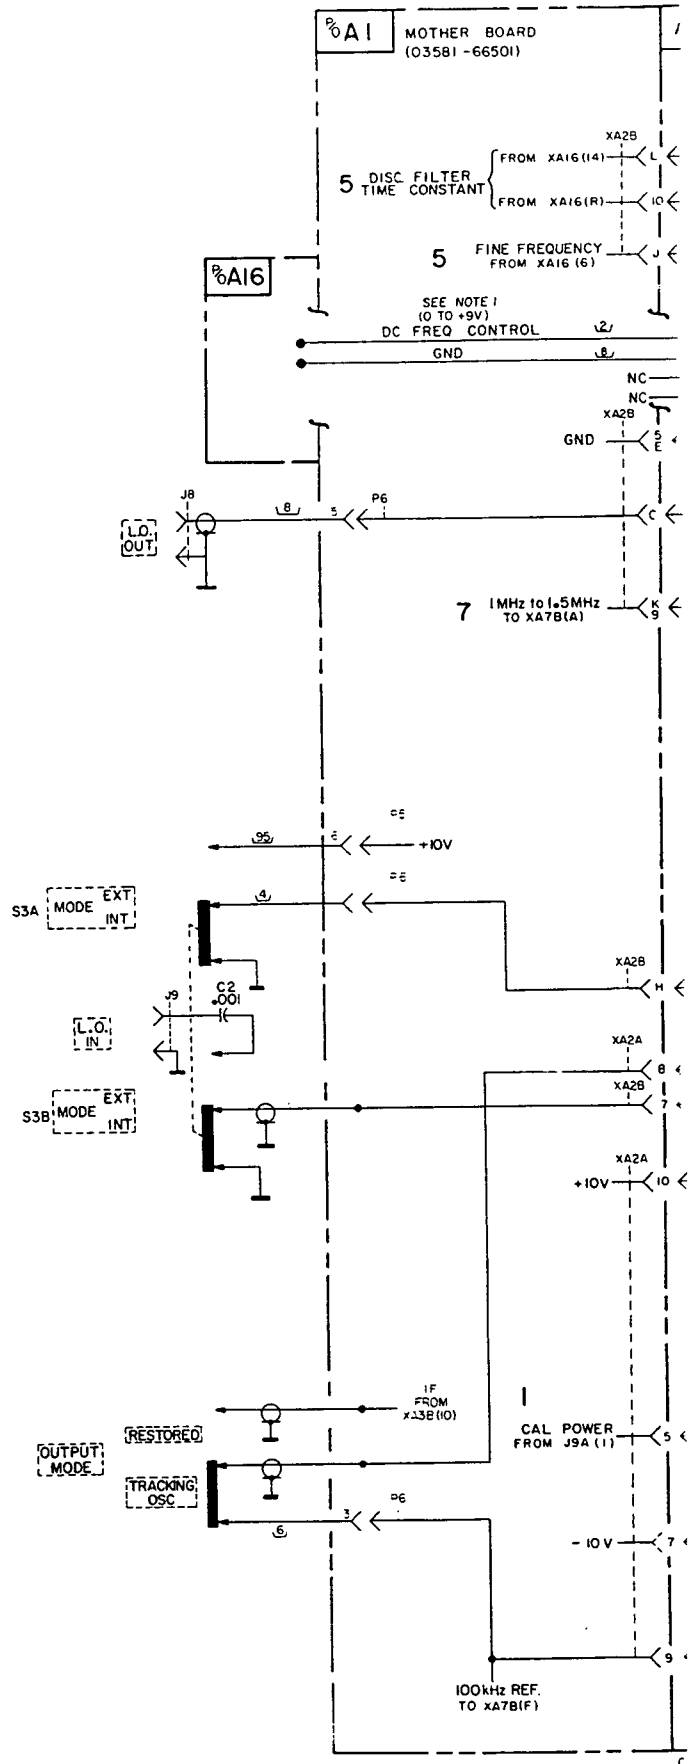 P/O A1
MOTHER BOARD
(03581-66501)
XA2B
5 DISC. FILTER
TIME CONSTANT
FROM XA16(14)
L
FROM XA16(R)
10
5 FINE FREQUENCY
FROM XA16(6)
J
P/O A16
SEE NOTE 1
(0 TO +9V)
DC FREQ CONTROL
2
GND
8
NC
NC
XA2B
GND
5
E
J8
L.O.
OUT
8
5
P6
C
7 1MHz to 1.5MHz
TO XA7B(A)
K
9
95
6
+10V
S3A
MODE EXT
INT
4
XA2B
H
J9
C2
.001
L.O.
IN
XA2A
8
XA2B
7
S3B
MODE EXT
INT
XA2A
+10V
10
IF
FROM
XA3B(10)
1
RESTORED
CAL POWER
FROM J9A(1)
5
OUTPUT
MODE
TRACKING
OSC
6
3
P6
-10V
7
9
100kHz REF.
TO XA7B(F)